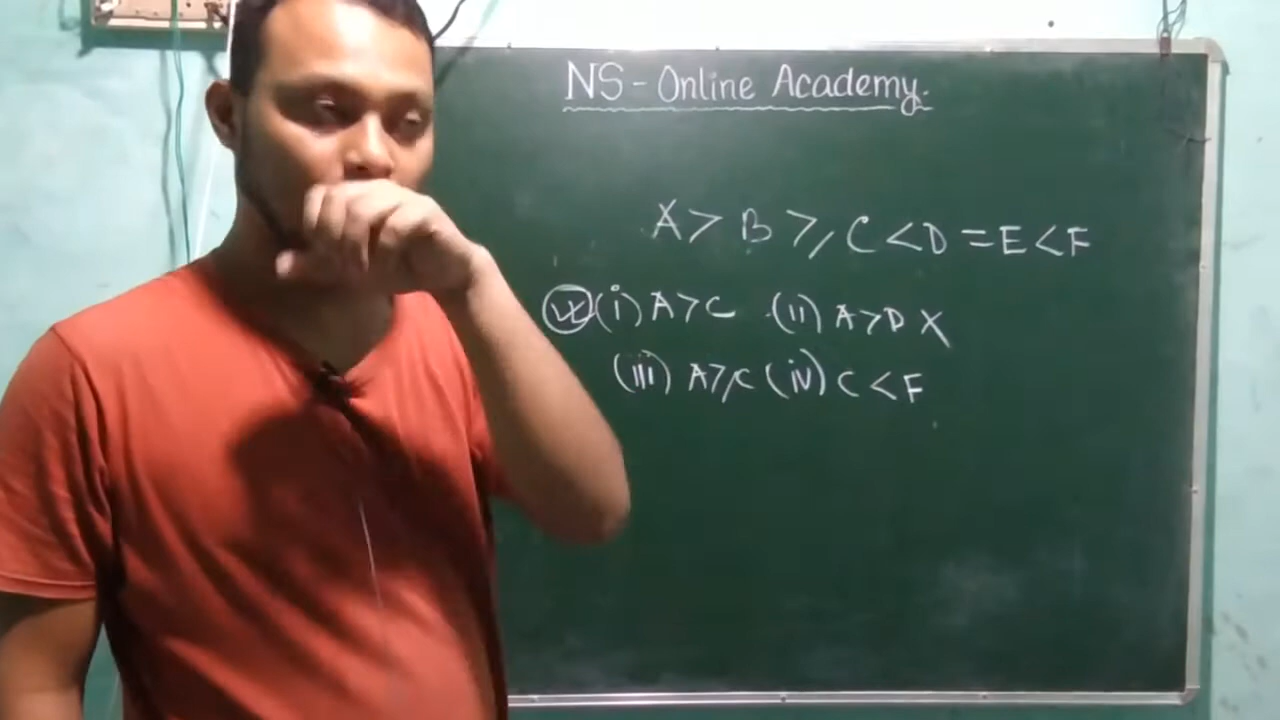 NS - Online Academy.
A > B ≥ C < D = E < F
(i) A > C (ii) A > D X
(iii) A ≥ C (iv) C < F